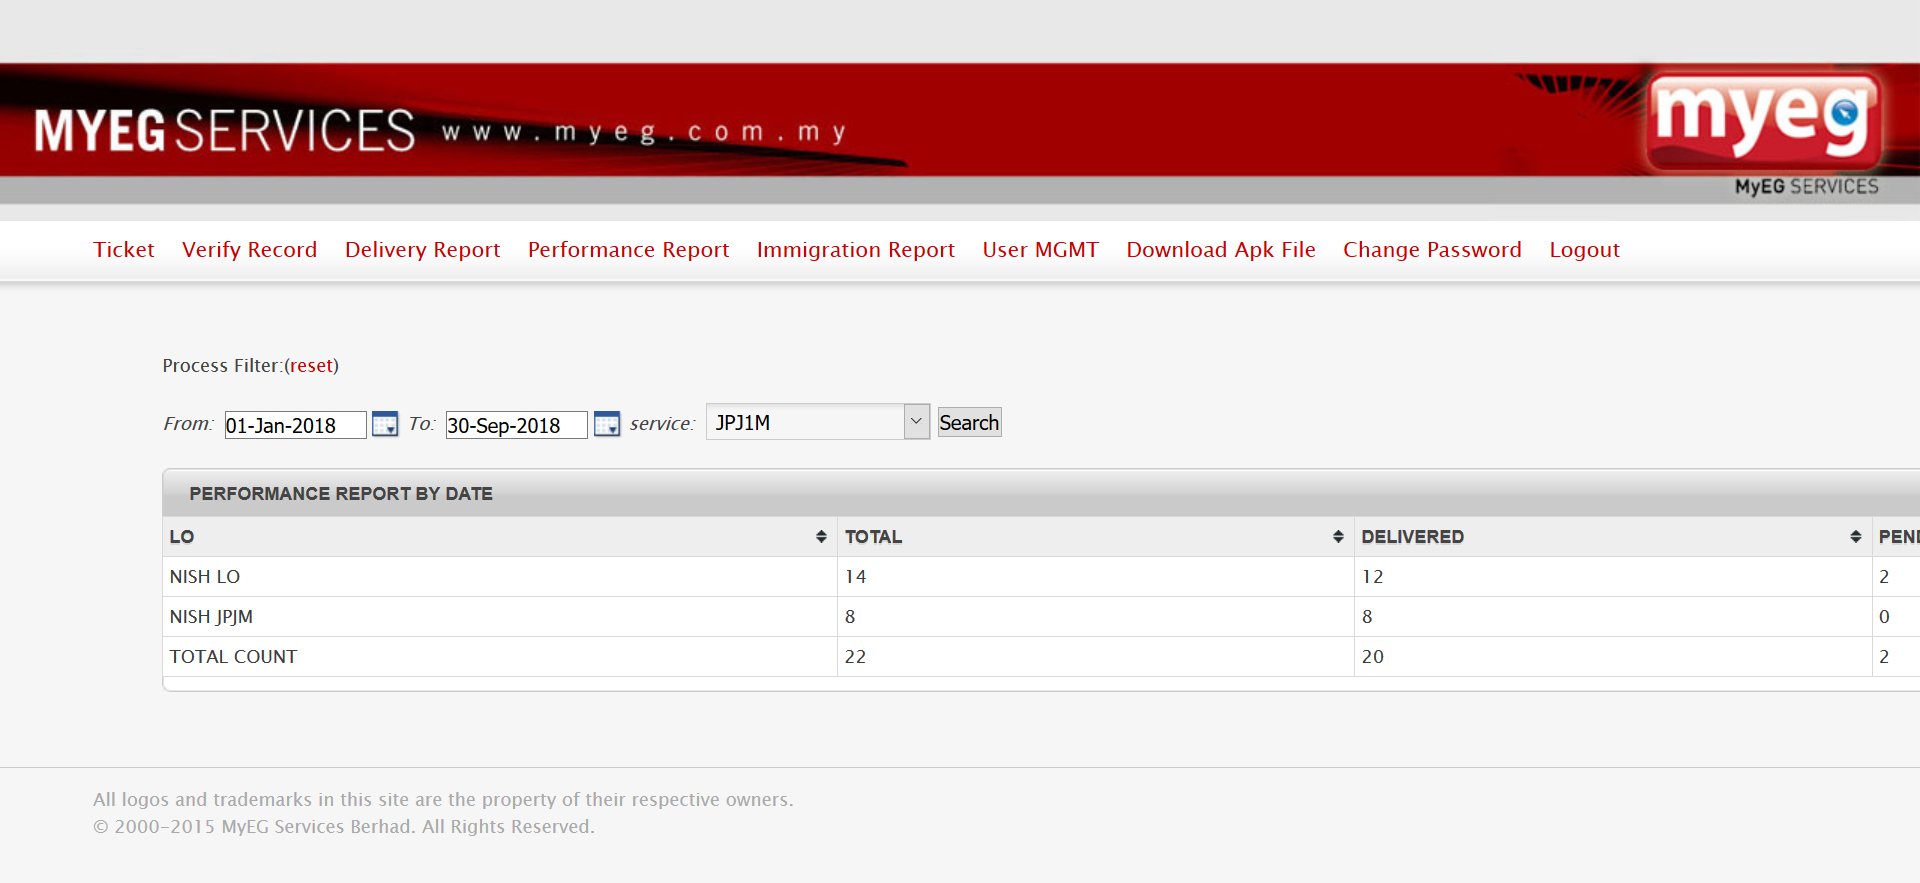 MYEG SERVICES www.myeg.com.my
myeg
MyEG SERVICES
Ticket Verify Record Delivery Report Performance Report Immigration Report User MGMT Download Apk File Change Password Logout
Process Filter:(reset)
From: 01-Jan-2018 To: 30-Sep-2018 service: JPJ1M Search
PERFORMANCE REPORT BY DATE
LO TOTAL DELIVERED
NISH LO 14 12 2
NISH JPJM 8 8 0
TOTAL COUNT 22 20 2
All logos and trademarks in this site are the property of their respective owners.
© 2000-2015 MyEG Services Berhad. All Rights Reserved.